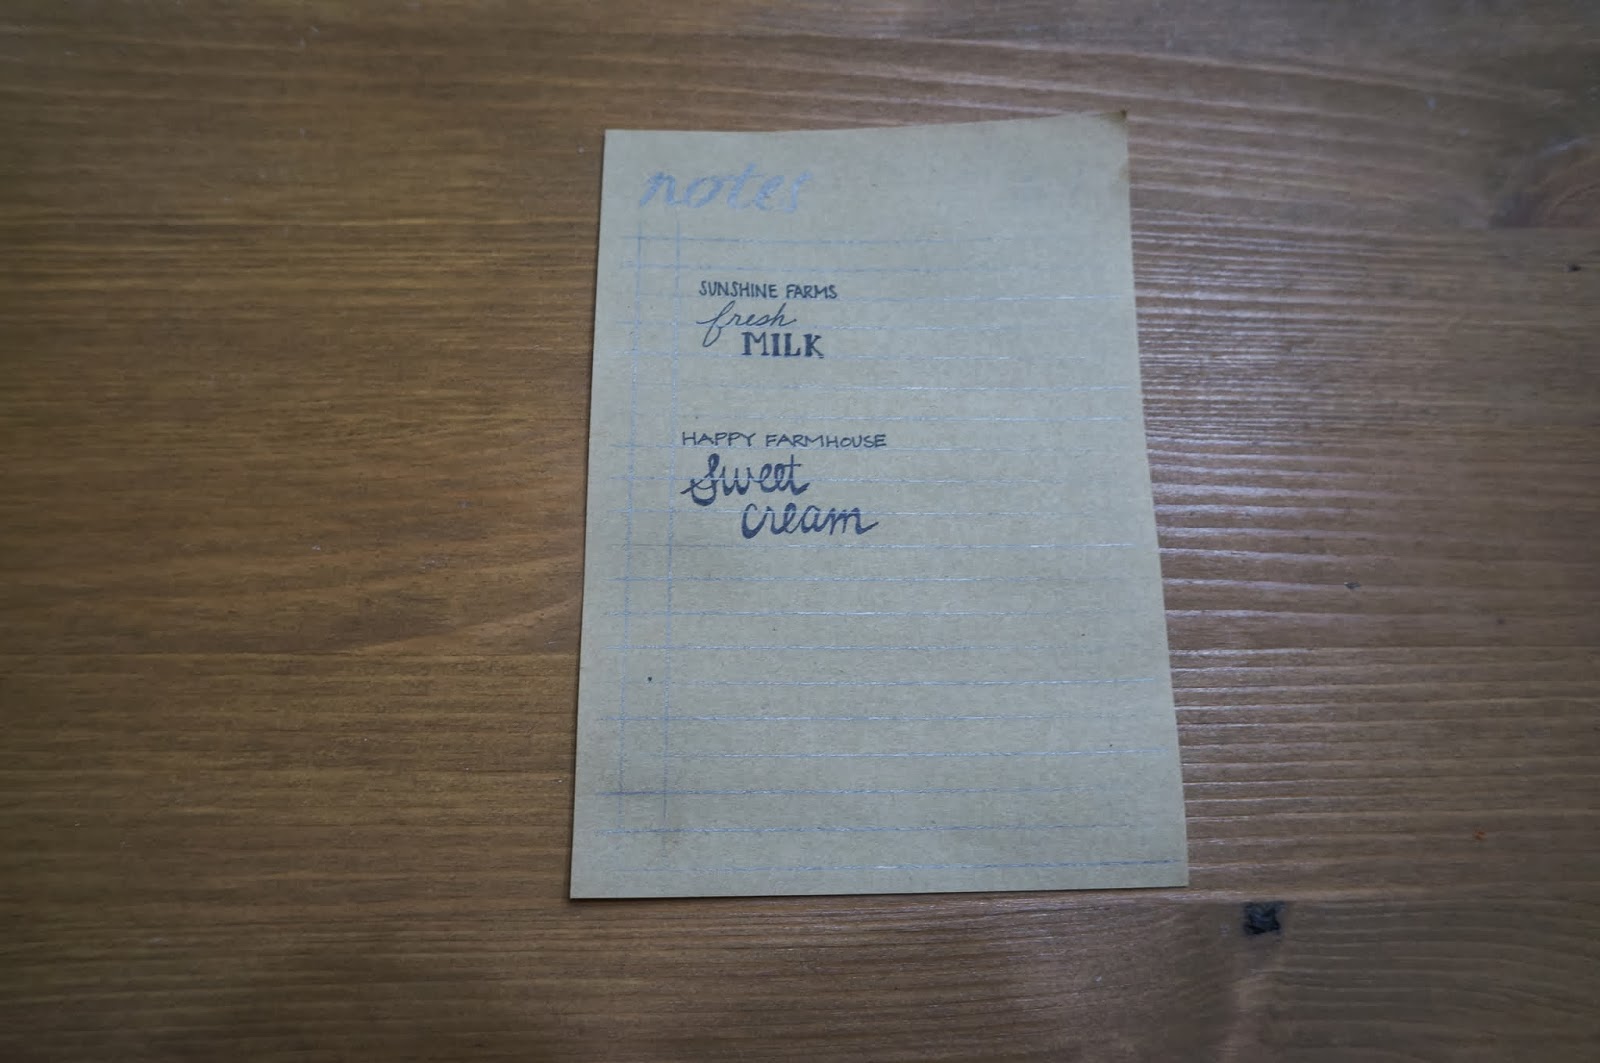 notes
SUNSHINE FARMS
fresh
MILK
HAPPY FARMHOUSE
Sweet
cream